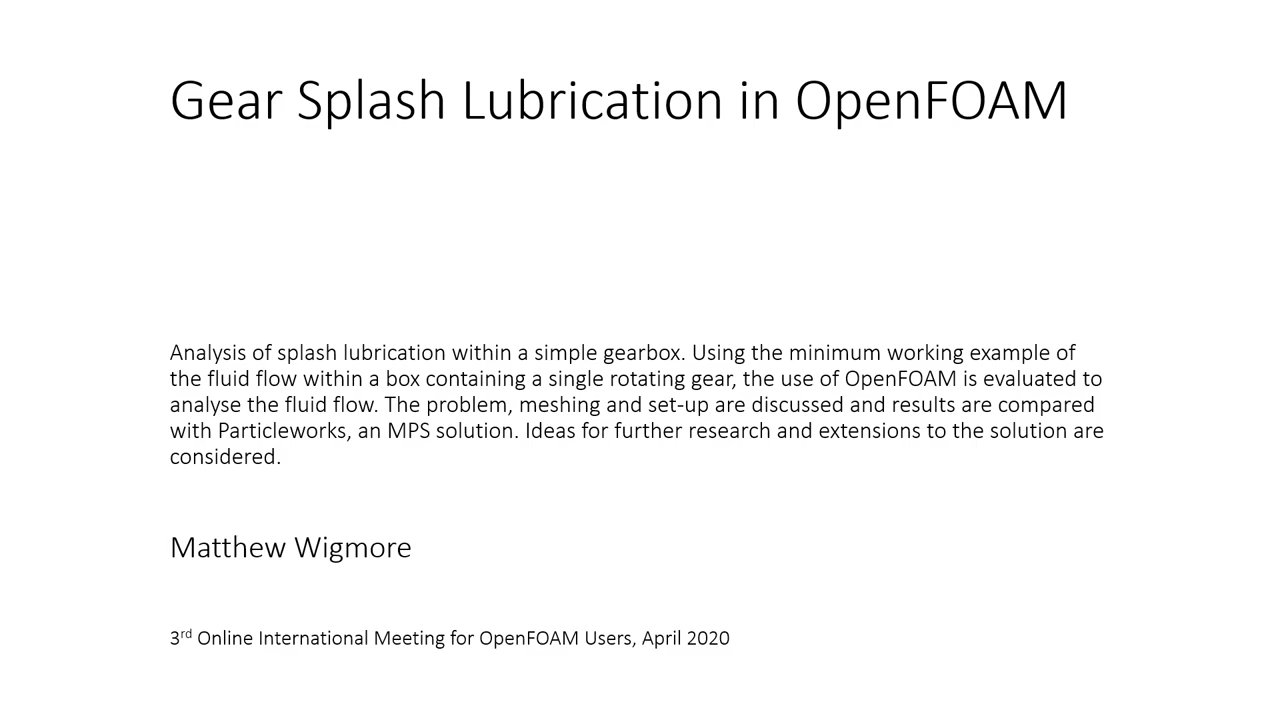 Gear Splash Lubrication in OpenFOAM
Analysis of splash lubrication within a simple gearbox. Using the minimum working example of
the fluid flow within a box containing a single rotating gear, the use of OpenFOAM is evaluated to
analyse the fluid flow. The problem, meshing and set-up are discussed and results are compared
with Particleworks, an MPS solution. Ideas for further research and extensions to the solution are
considered.
Matthew Wigmore
3rd Online International Meeting for OpenFOAM Users, April 2020